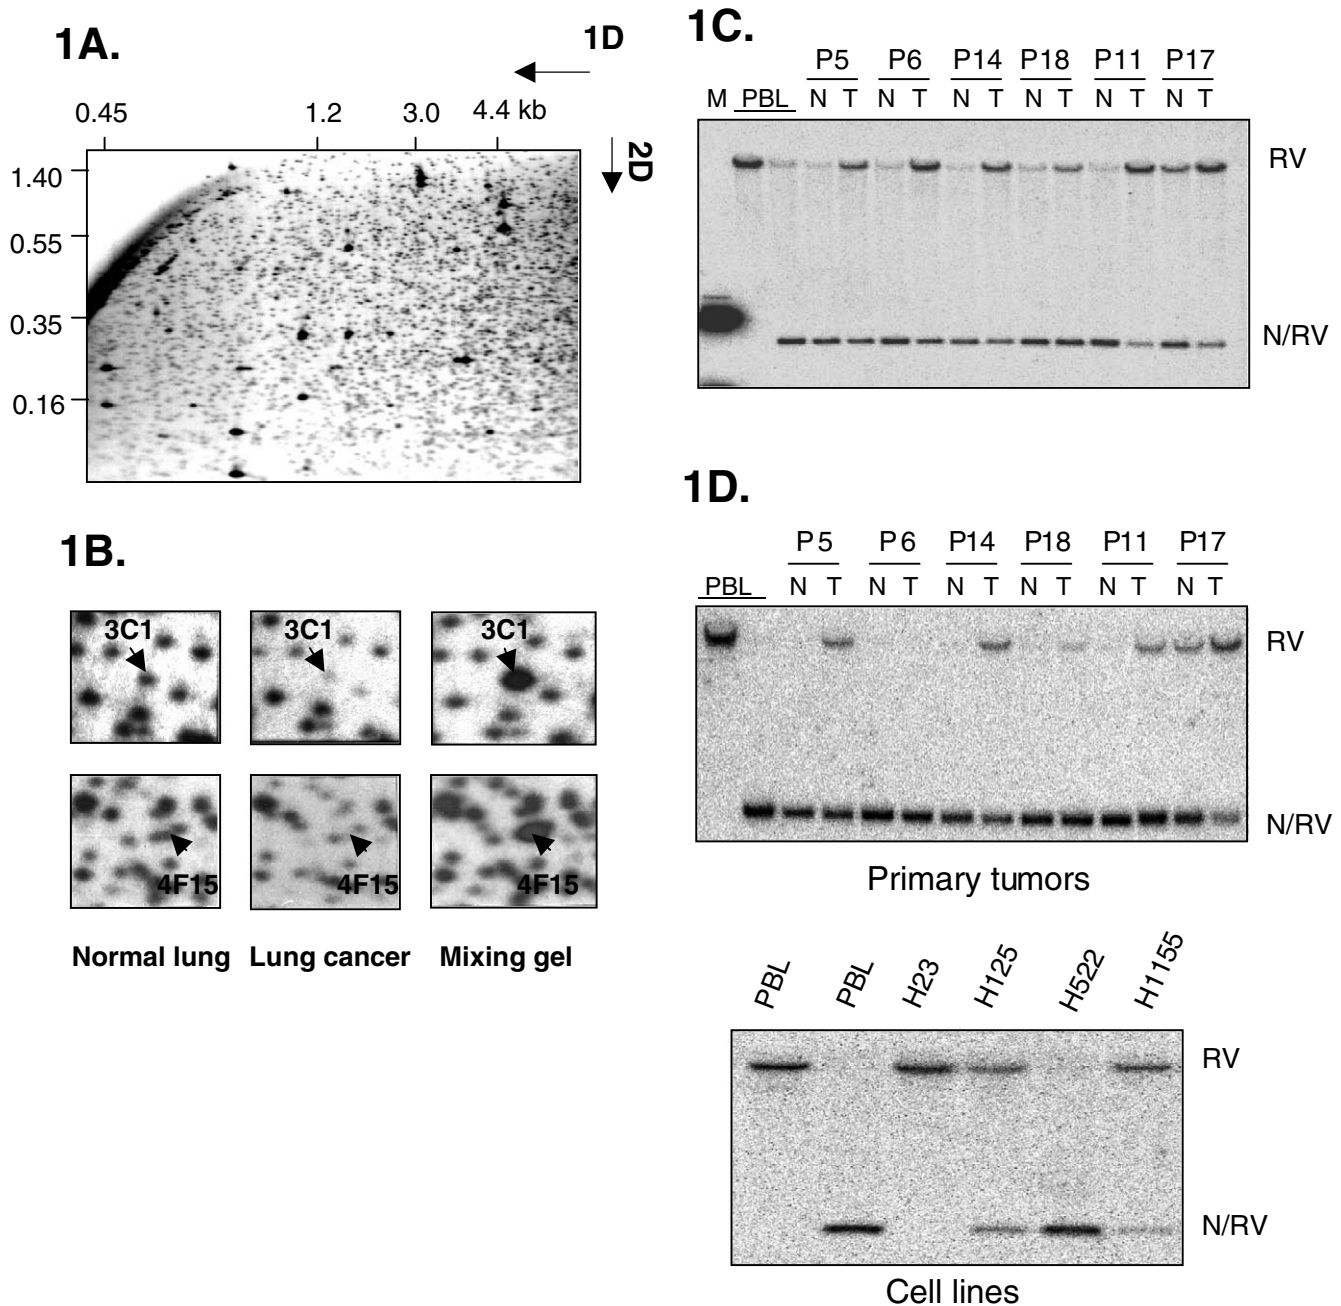 1A.
1D
0.45 1.2 3.0 4.4 kb
2D
1.40
0.55
0.35
0.16
1B.
3C1 3C1 3C1
4F15 4F15 4F15
Normal lung Lung cancer Mixing gel
1C.
P5 P6 P14 P18 P11 P17
M PBL N T N T N T N T N T N T
RV
N/RV
1D.
P5 P6 P14 P18 P11 P17
PBL N T N T N T N T N T N T
RV
N/RV
Primary tumors
PBL PBL H23 H125 H522 H1155
RV
N/RV
Cell lines